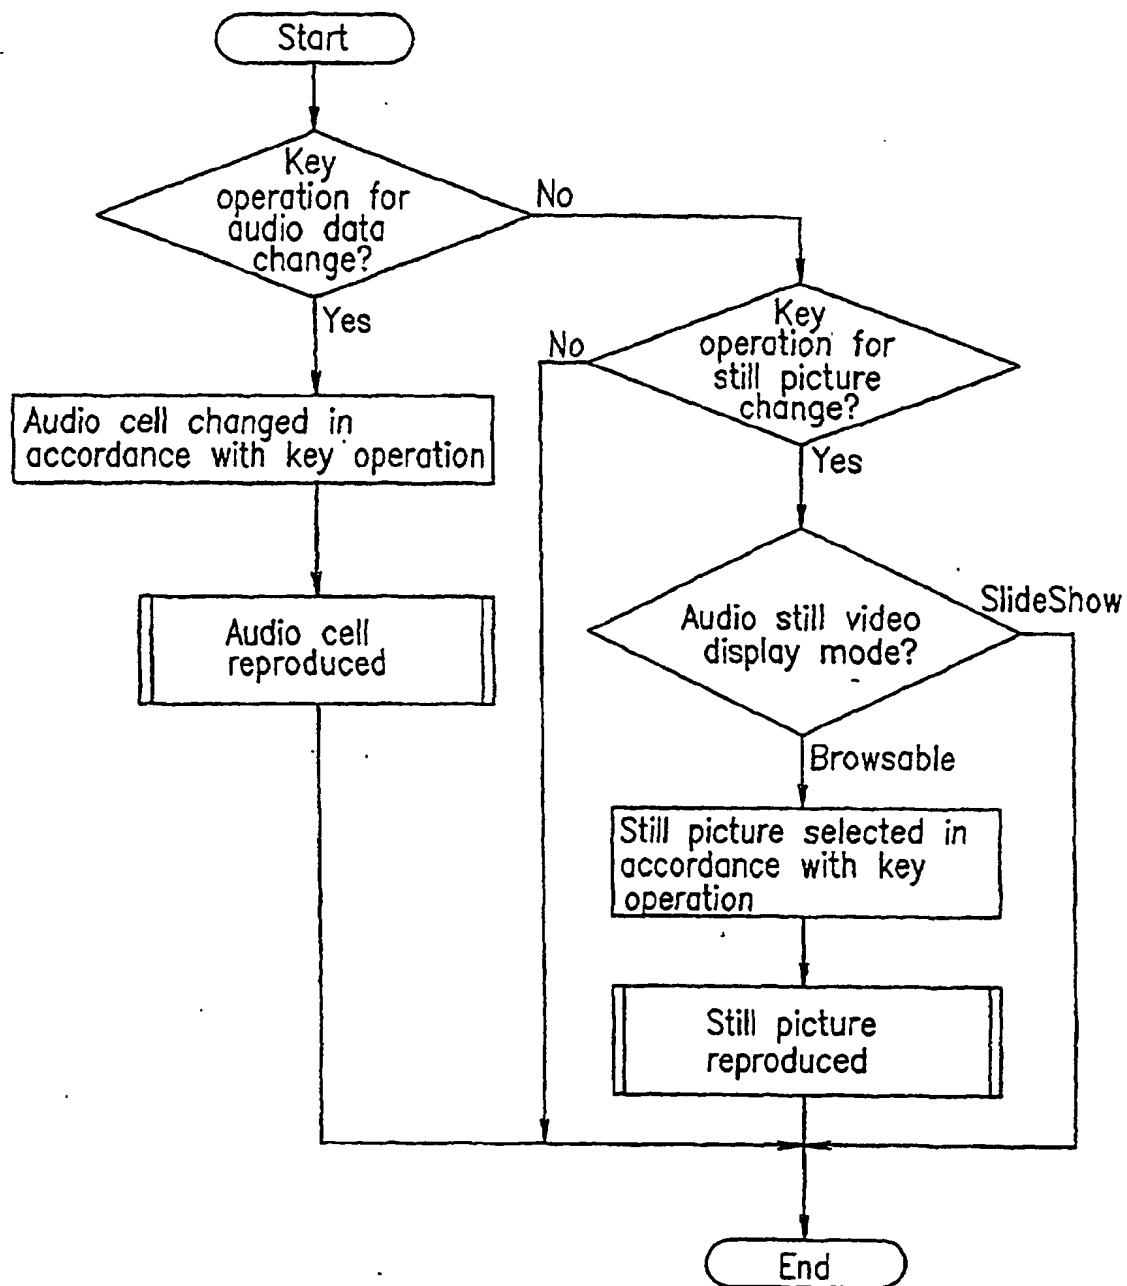 Start
Key
operation for
audio data
change?
No
Yes
Audio cell changed in
accordance with key operation
Audio cell
reproduced
Key
operation for
still picture
change?
No
Yes
Audio still video
display mode?
SlideShow
Browsable
Still picture selected in
accordance with key
operation
Still picture
reproduced
End